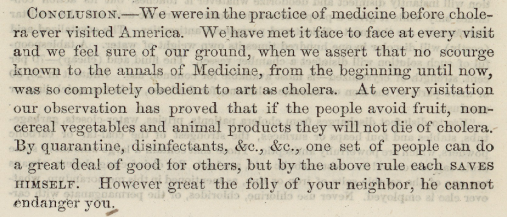 CONCLUSION.—We were in the practice of medicine before chole-
ra ever visited America. We have met it face to face at every visit
and we feel sure of our ground, when we assert that no scourge
known to the annals of Medicine, from the beginning until now,
was so completely obedient to art as cholera. At every visitation
our observation has proved that if the people avoid fruit, non-
cereal vegetables and animal products they will not die of cholera.
By quarantine, disinfectants, &c., &c., one set of people can do
a great deal of good for others, but by the above rule each SAVES
HIMSELF. However great the folly of your neighbor, he cannot
endanger you.